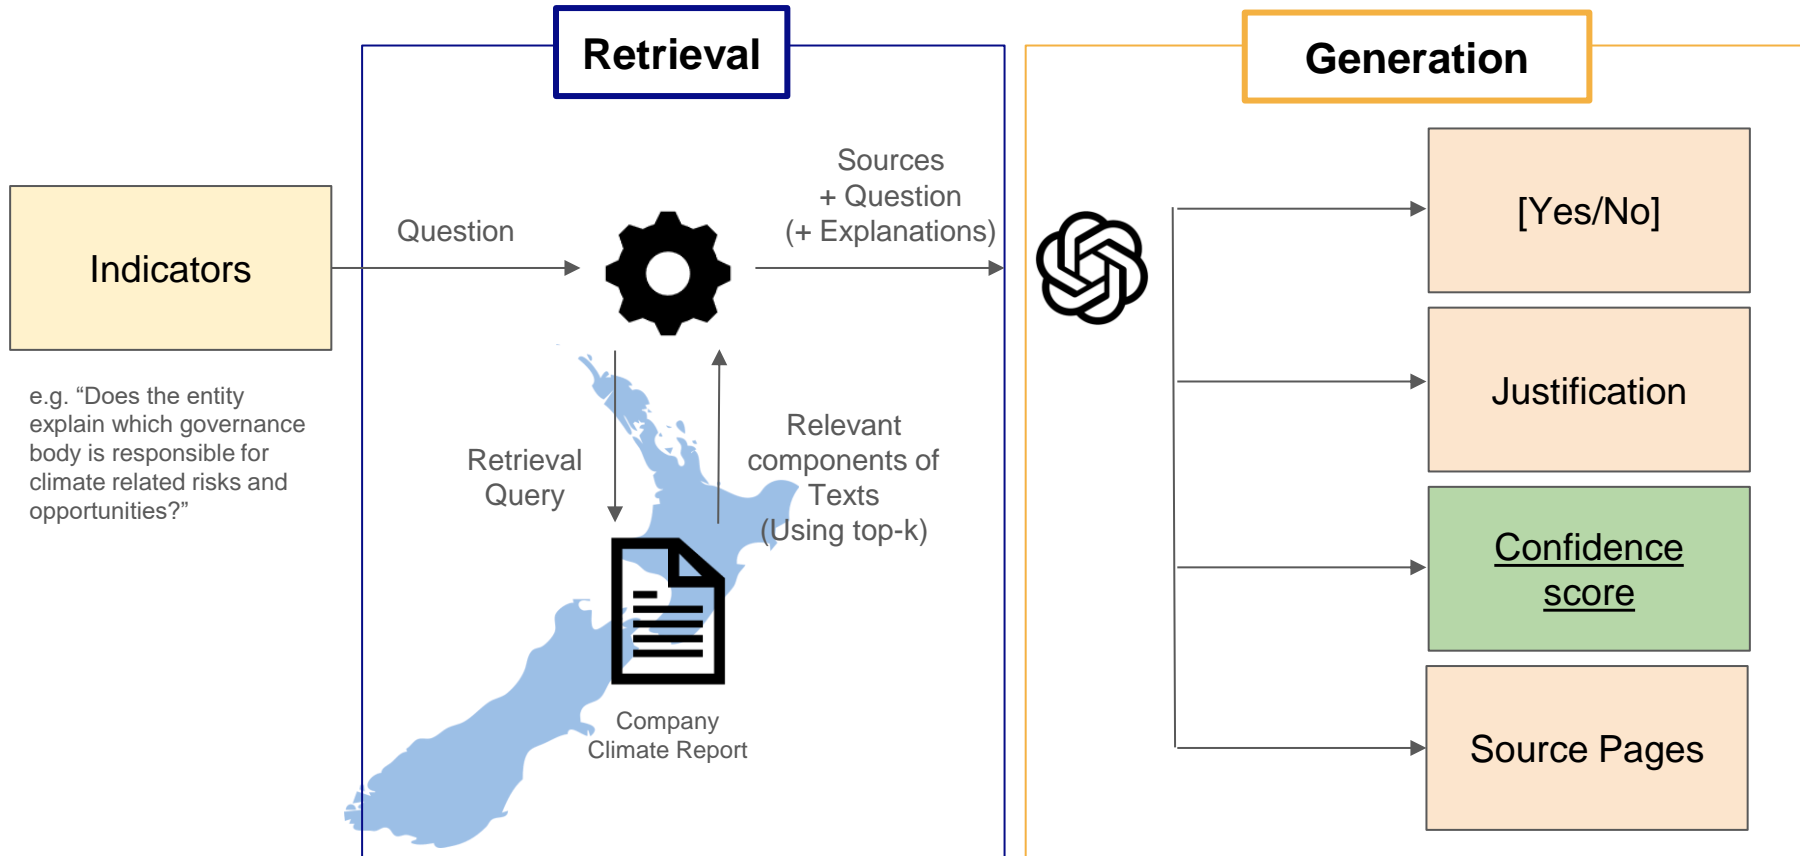 Retrieval
Generation
Indicators
e.g. “Does the entity
explain which governance
body is responsible for
climate related risks and
opportunities?”
Question
Sources
+ Question
(+ Explanations)
Retrieval
Query
Relevant
components of
Texts
(Using top-k)
Company
Climate Report
[Yes/No]
Justification
Confidence
score
Source Pages